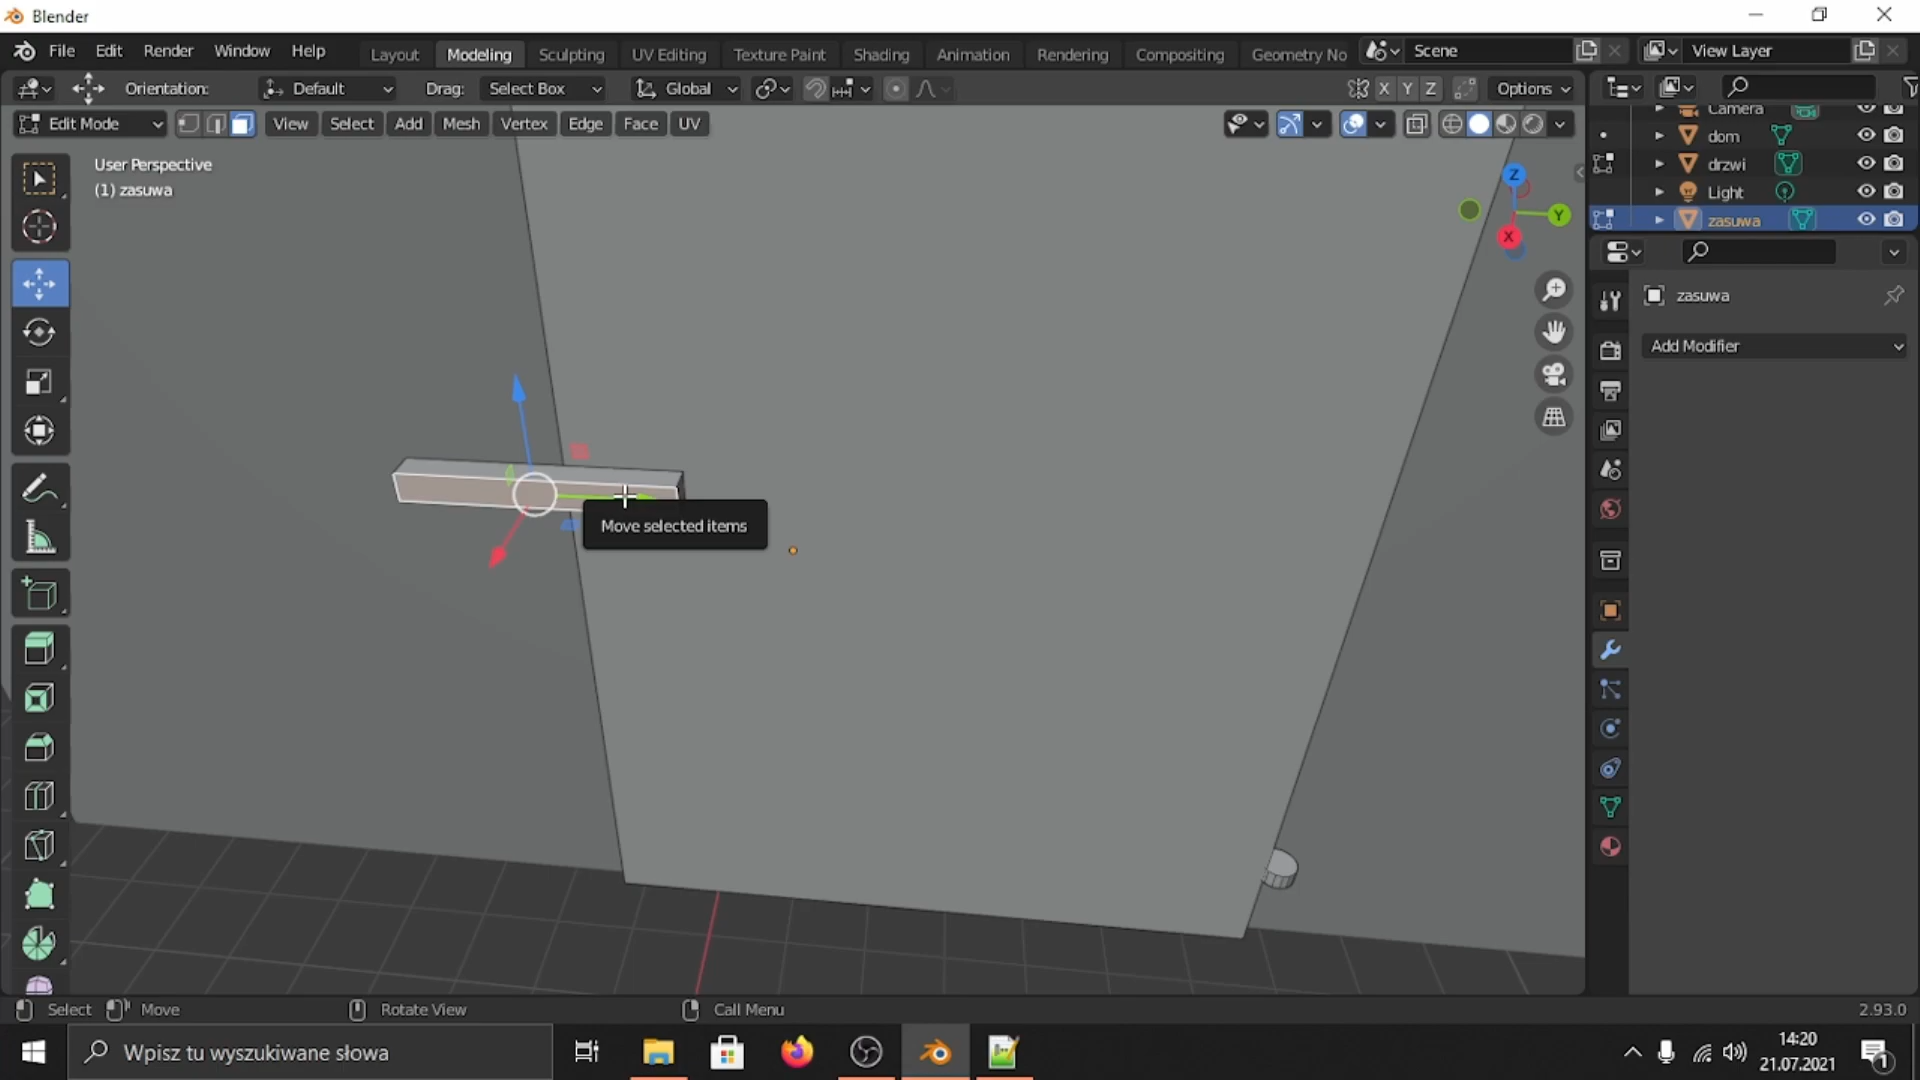 Blender
File Edit Render Window Help Layout Modeling Sculpting UV Editing Texture Paint Shading Animation Rendering Compositing Geometry No Scene View Layer
Orientation: Default Drag: Select Box Global X Y Z Options
Camera
Edit Mode View Select Add Mesh Vertex Edge Face UV
dom
User Perspective
drzwi
(1) zasuwa
Light
Z
Y
X
zasuwa
zasuwa
Add Modifier
Move selected items
Select Move Rotate View Call Menu 2.93.0
Wpisz tu wyszukiwane słowa
14:20
21.07.2021
1